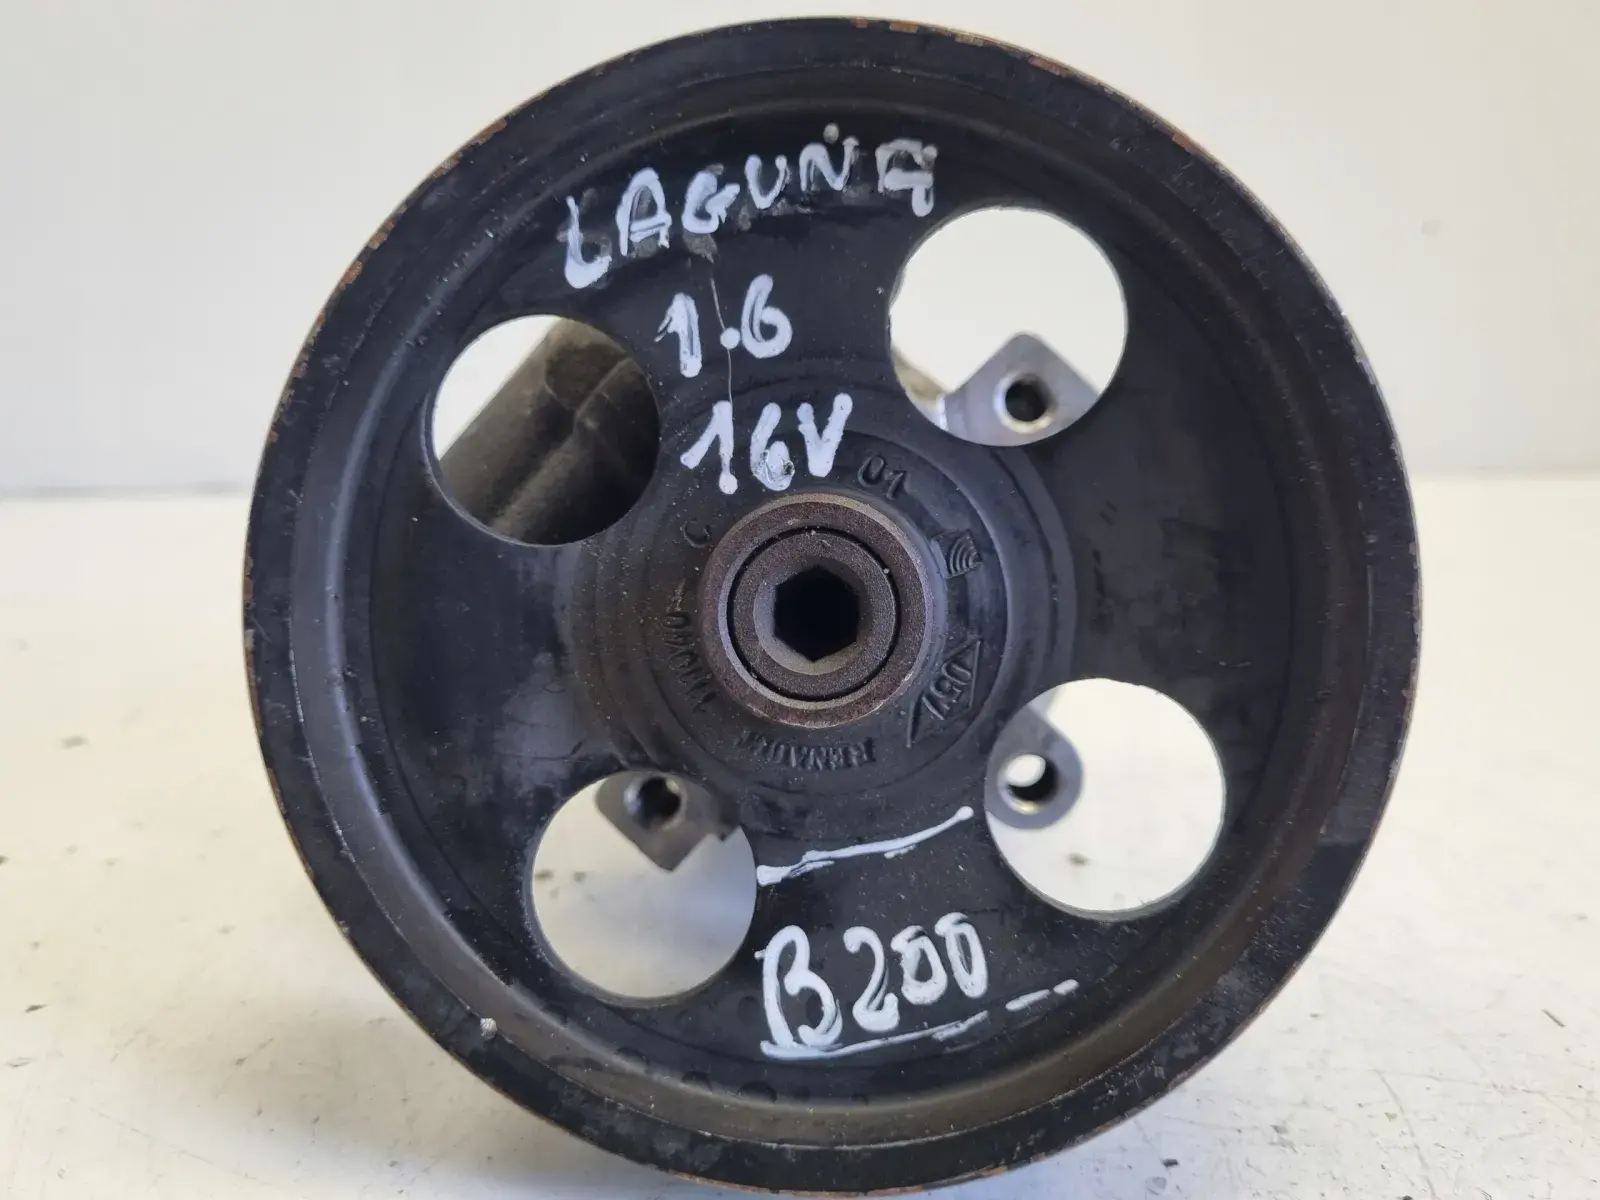 LAGUNA
1.6
16V
01
C
RENAULT
B200